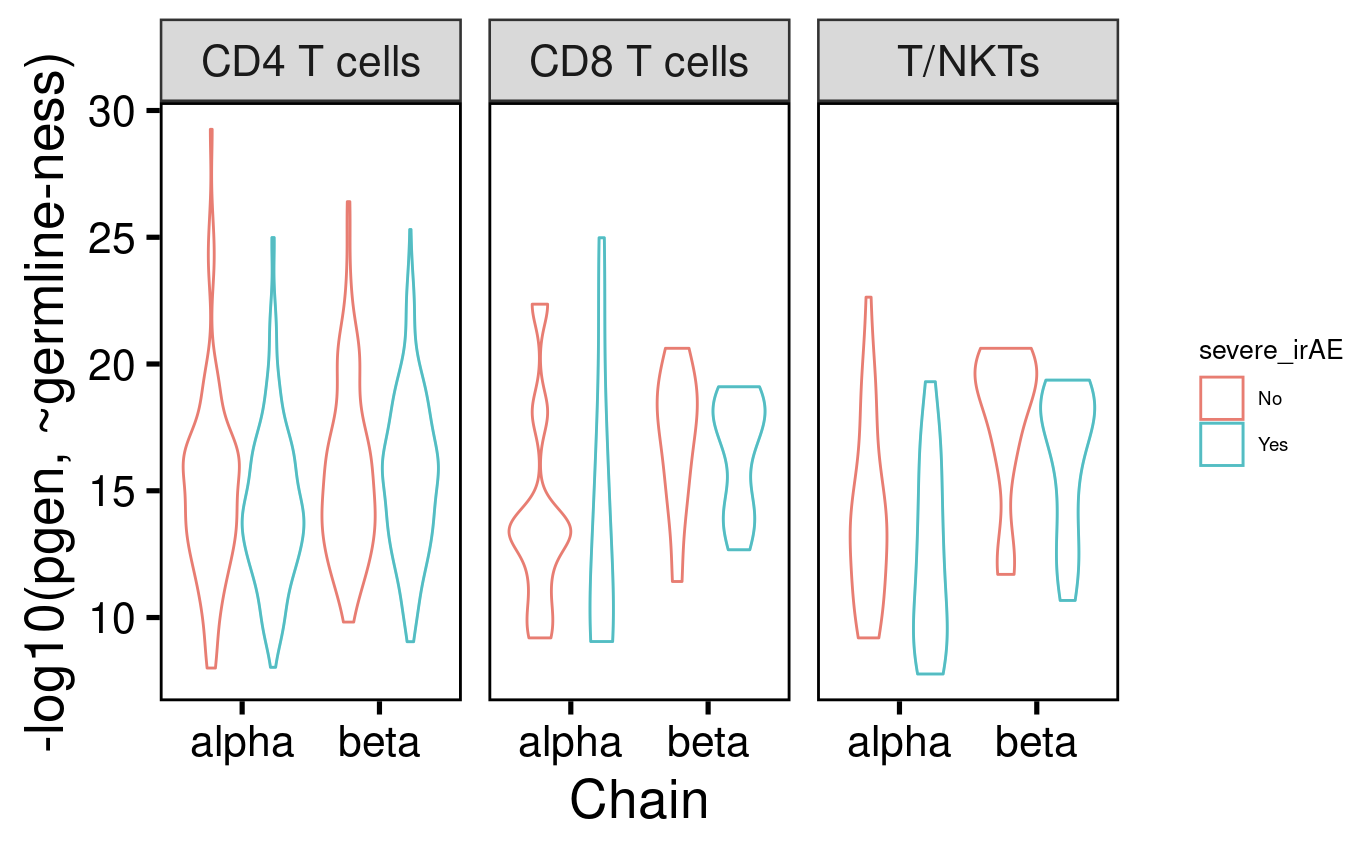 CD4 T cells
CD8 T cells
T/NKTs
-log10(pgen, ~germline-ness)
30
25
20
15
10
alpha
beta
alpha
beta
alpha
beta
Chain
severe_irAE
No
Yes